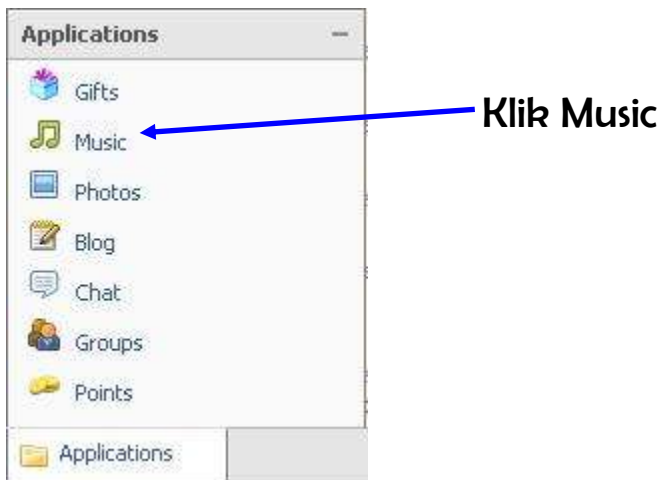 Applications
Gifts
Music
Klik Music
Photos
Blog
Chat
Groups
Points
Applications